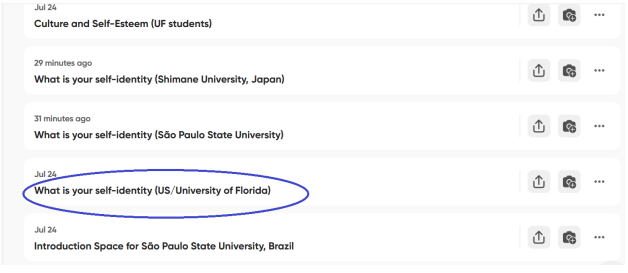 Jul 24
Culture and Self-Esteem (UF students)
29 minutes ago
What is your self-identity (Shimane University, Japan)
31 minutes ago
What is your self-identity (São Paulo State University)
Jul 24
What is your self-identity (US/University of Florida)
Jul 24
Introduction Space for São Paulo State University, Brazil